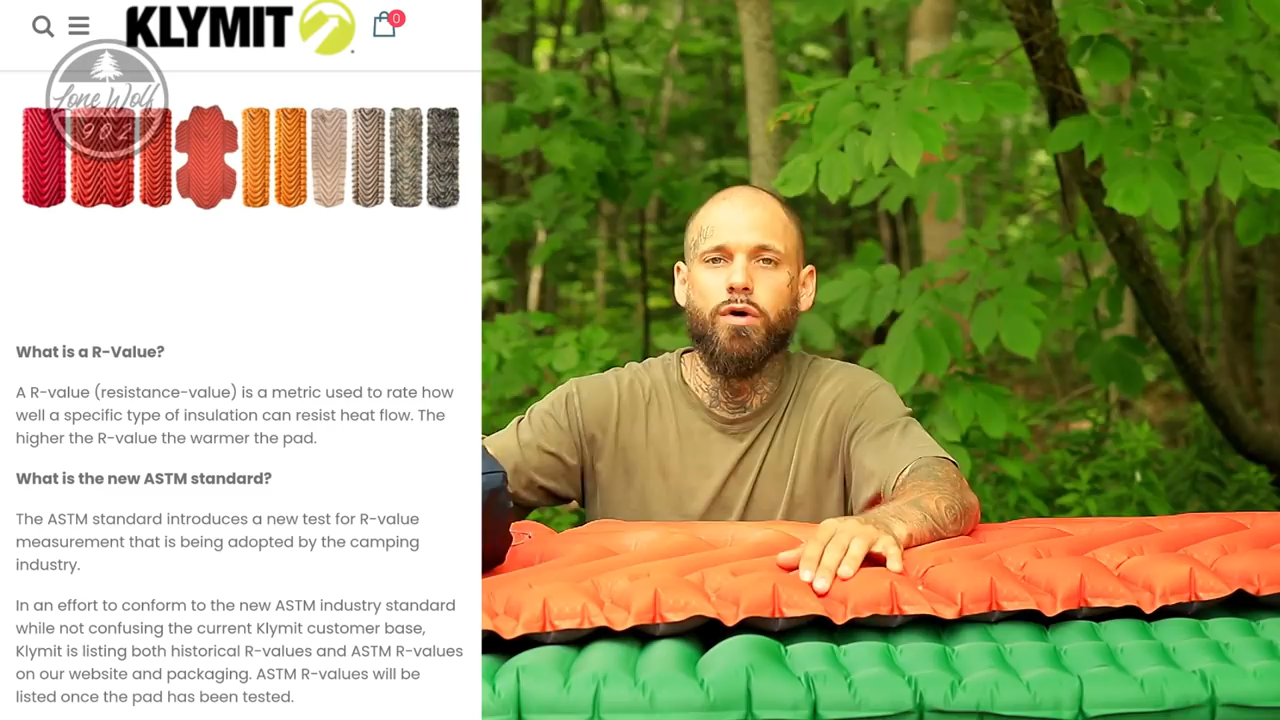 KLYMIT
0
Lone Wolf
902
What is a R-Value?
A R-value (resistance-value) is a metric used to rate how
well a specific type of insulation can resist heat flow. The
higher the R-value the warmer the pad.
What is the new ASTM standard?
The ASTM standard introduces a new test for R-value
measurement that is being adopted by the camping
industry.
In an effort to conform to the new ASTM industry standard
while not confusing the current Klymit customer base,
Klymit is listing both historical R-values and ASTM R-values
on our website and packaging. ASTM R-values will be
listed once the pad has been tested.